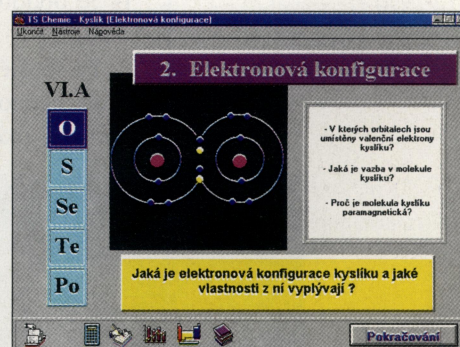 TS Chemie - Kyslík (Elektronová konfigurace)
Ukončit Nástroje Nápověda
2. Elektronová konfigurace
VI.A
O
S
Se
Te
Po
- V kterých orbitalech jsou
umístěny valenční elektrony
kyslíku?
- Jaká je vazba v molekule
kyslíku?
- Proč je molekula kyslíku
paramagnetická?
Jaká je elektronová konfigurace kyslíku a jaké
vlastnosti z ní vyplývají ?
Pokračování